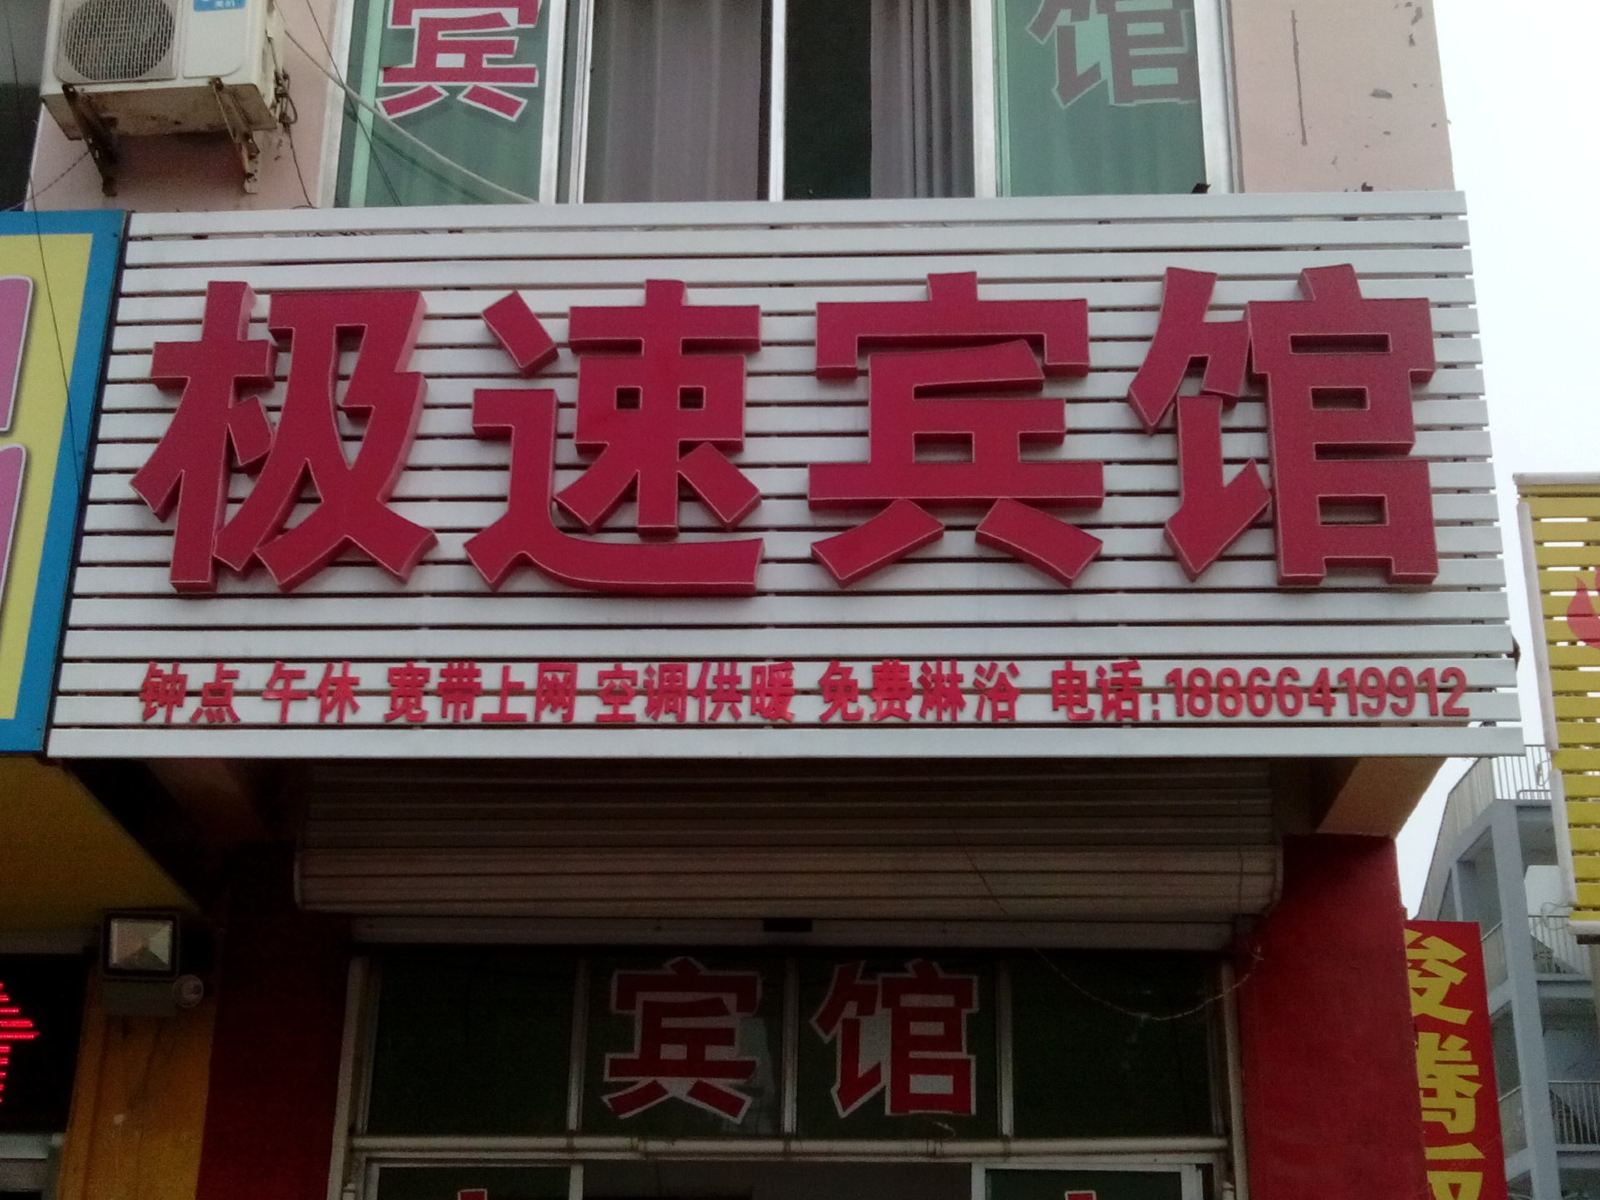 宾 馆
极速宾馆
钟点 午休 宽带上网 空调供暖 免费淋浴 电话:18866419912
宾馆